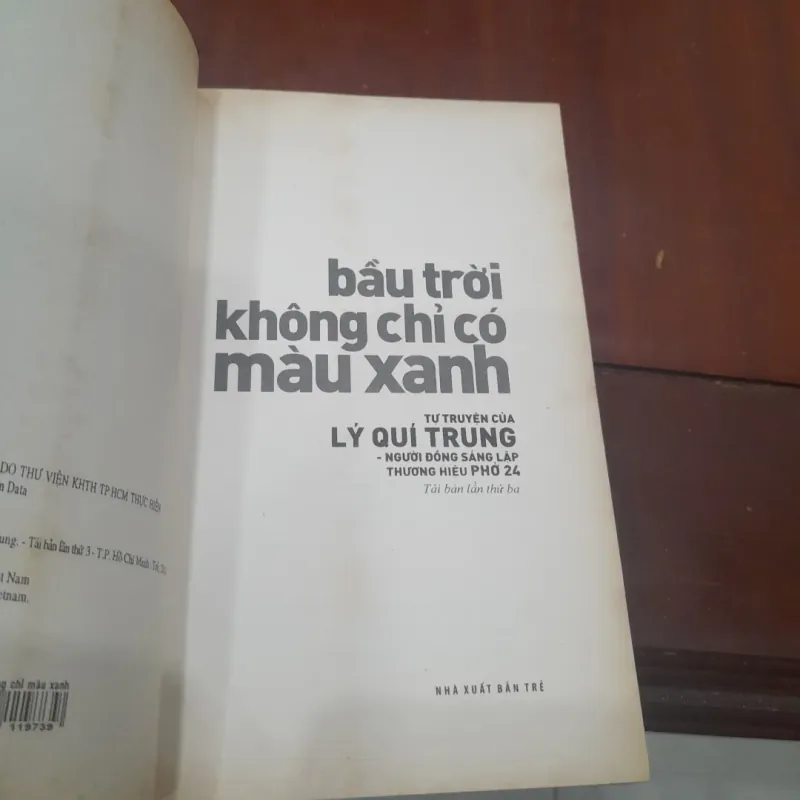 DO THƯ VIỆN KHTH TP HCM THỰC HIỆN
Data
ung. - Tái bản lần thứ 3 - T.P. Hồ Chí Minh : Trẻ,
Nam
etnam.
chỉ màu xanh
119739
bầu trời
không chỉ có
màu xanh
TỰ TRUYỆN CỦA
LÝ QUÍ TRUNG
- NGƯỜI ĐỒNG SÁNG LẬP
THƯƠNG HIỆU PHỞ 24
Tái bản lần thứ ba
NHÀ XUẤT BẢN TRẺ